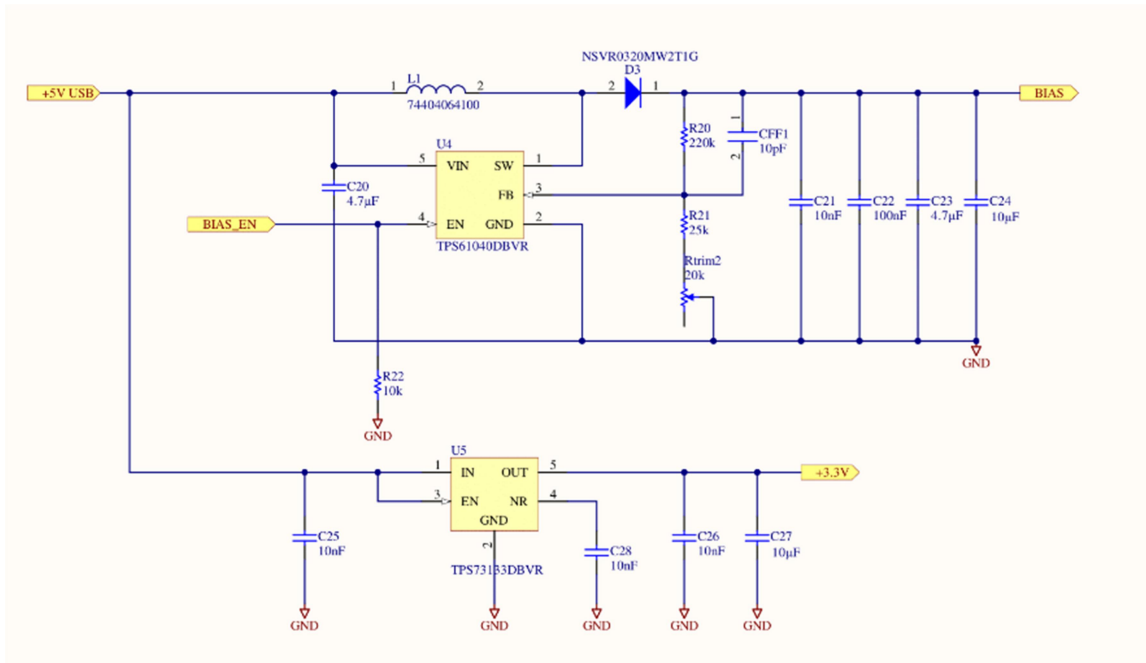 NSVR0320MW2T1G
D3
+5V USB
1
L1
2
74404064100
2
1
BIAS
U4
5
VIN
SW
1
FB
3
BIAS_EN
4
EN
GND
2
TPS61040DBVR
C20
4.7µF
R20
220k
1
CFF1
10pF
2
R21
25k
Rtrim2
20k
C21
10nF
C22
100nF
C23
4.7µF
C24
10µF
GND
R22
10k
GND
U5
1
IN
OUT
5
+3.3V
3
EN
NR
4
GND
2
TPS73133DBVR
C25
10nF
C28
10nF
C26
10nF
C27
10µF
GND
GND
GND
GND
GND